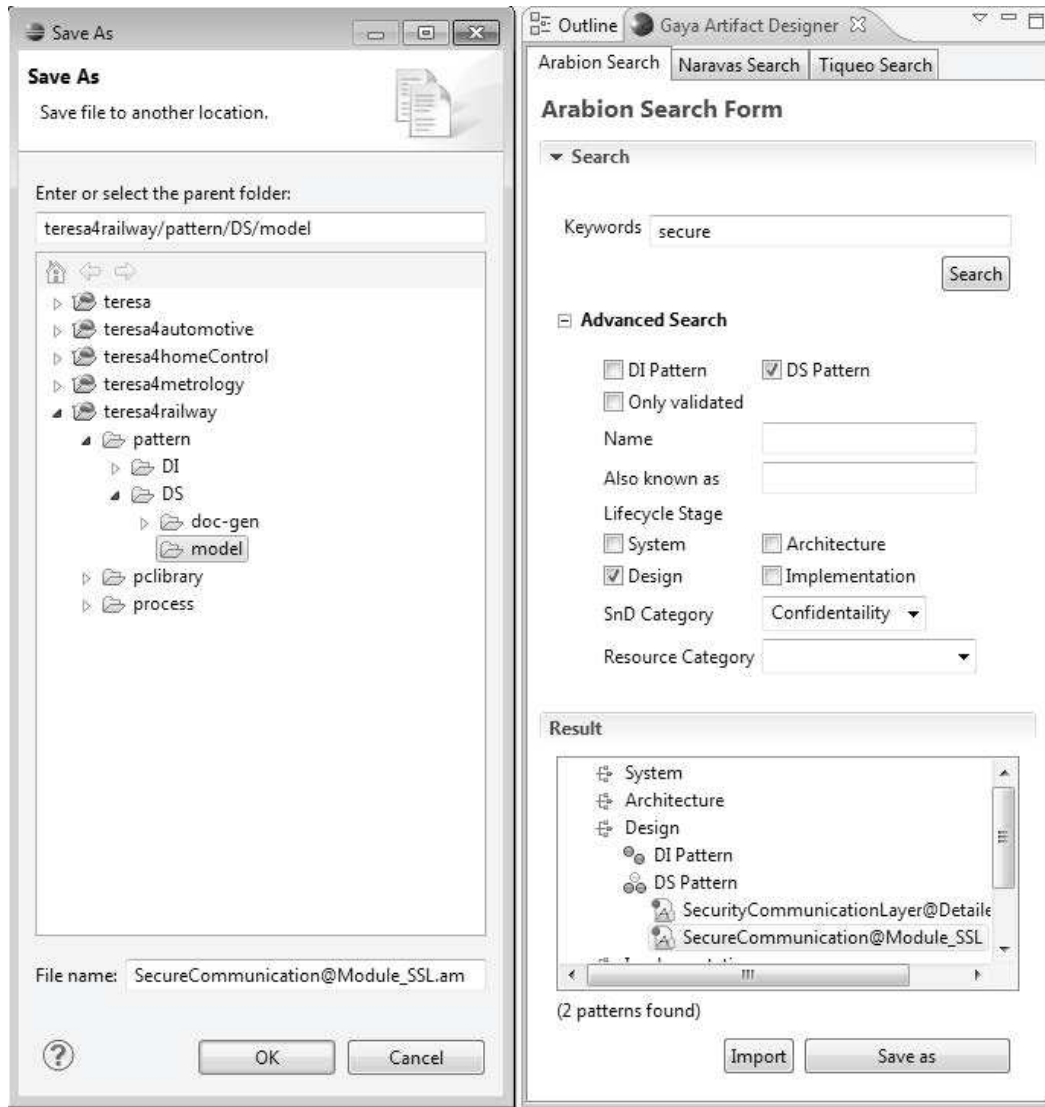 Save As
Save As
Save file to another location.
Enter or select the parent folder:
teresa4railway/pattern/DS/model
teresa
teresa4automotive
teresa4homeControl
teresa4metrology
teresa4railway
pattern
DI
DS
doc-gen
model
pclibrary
process
File name: SecureCommunication@Module_SSL.am
OK Cancel
Outline Gaya Artifact Designer
Arabion Search Naravas Search Tiqueo Search
Arabion Search Form
Search
Keywords secure
Search
Advanced Search
DI Pattern DS Pattern
Only validated
Name
Also known as
Lifecycle Stage
System Architecture
Design Implementation
SnD Category Confidentaility
Resource Category
Result
System
Architecture
Design
DI Pattern
DS Pattern
SecurityCommunicationLayer@Detaile
SecureCommunication@Module_SSL
(2 patterns found)
Import Save as